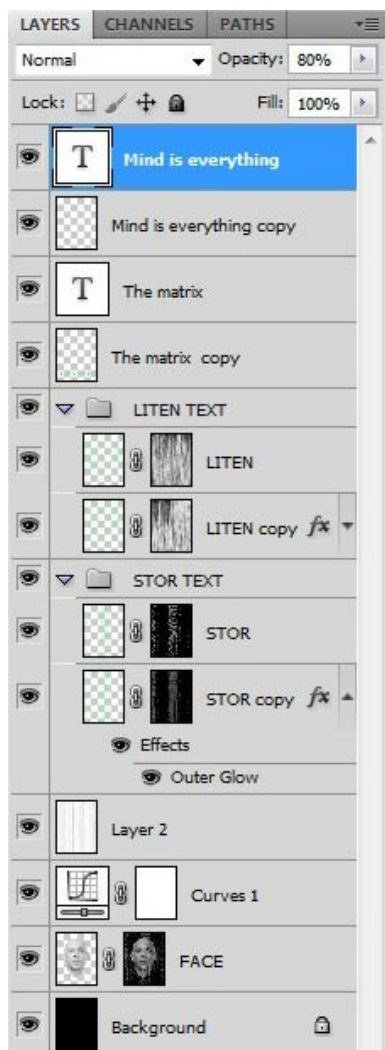 LAYERS CHANNELS PATHS
Normal Opacity: 80%
Lock: Fill: 100%
T Mind is everything
Mind is everything copy
T The matrix
The matrix copy
LITEN TEXT
LITEN
LITEN copy fx
STOR TEXT
STOR
STOR copy fx
Effects
Outer Glow
Layer 2
Curves 1
FACE
Background